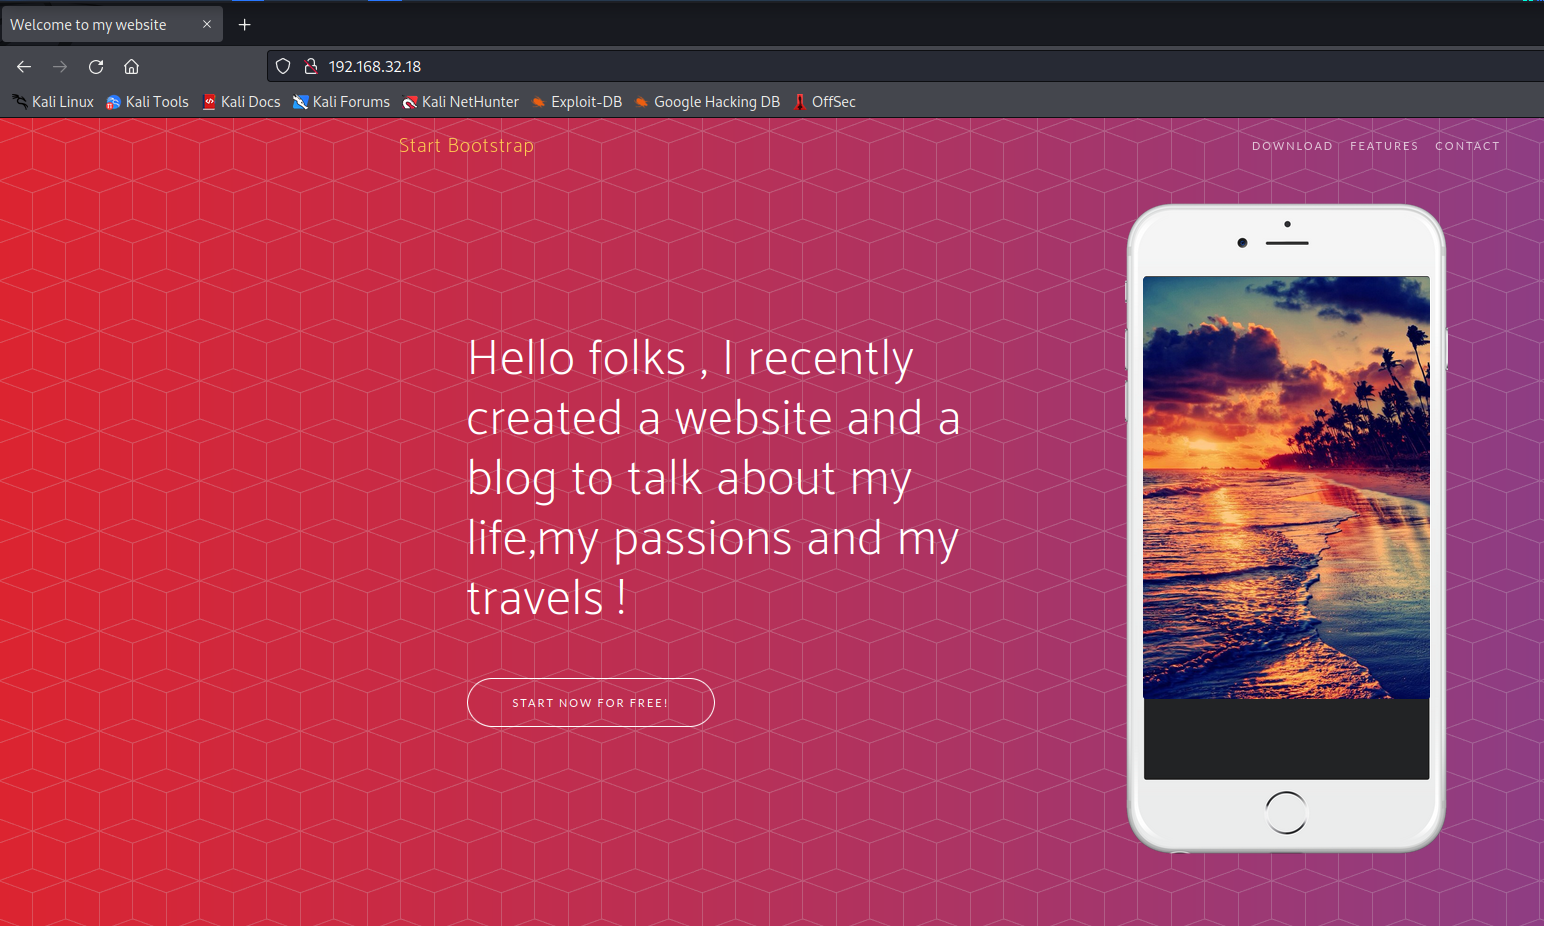 Welcome to my website
192.168.32.18
Kali Linux Kali Tools Kali Docs Kali Forums Kali NetHunter Exploit-DB Google Hacking DB OffSec
Start Bootstrap DOWNLOAD FEATURES CONTACT
Hello folks , I recently
created a website and a
blog to talk about my
life,my passions and my
travels !
START NOW FOR FREE!